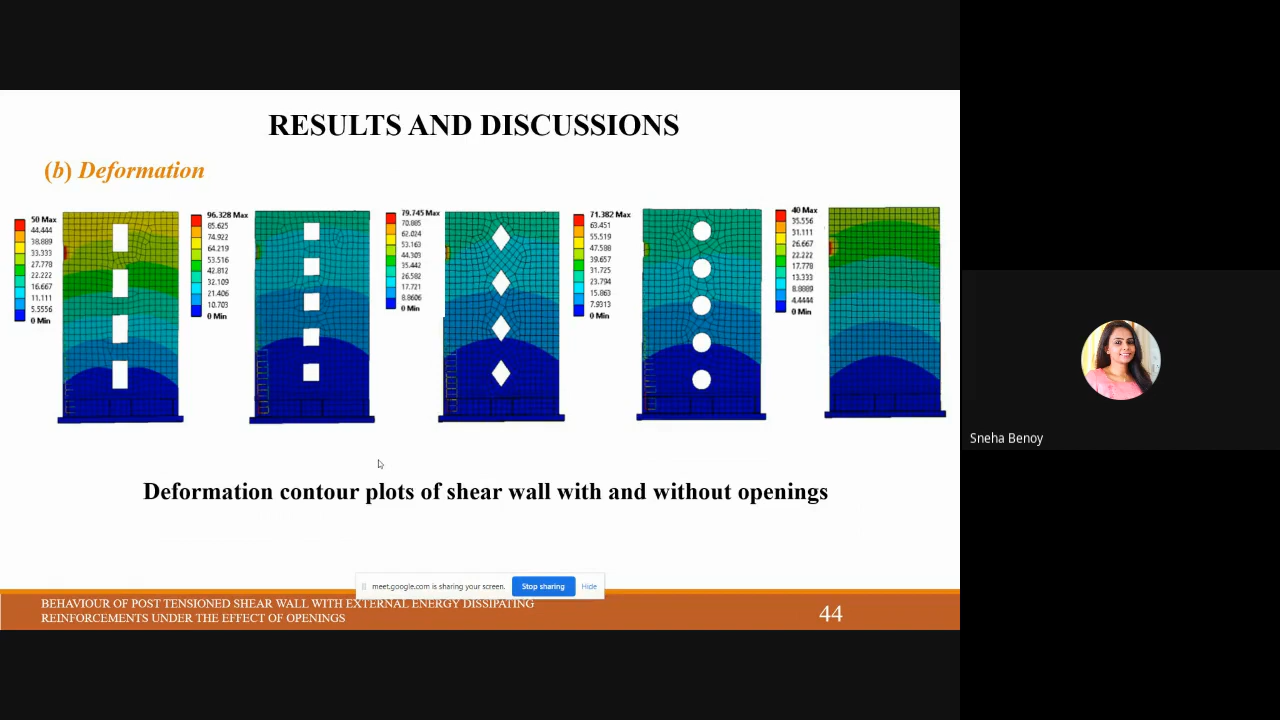 RESULTS AND DISCUSSIONS
(b) Deformation
50 Max
44.444
38.889
33.333
27.778
22.222
16.667
11.111
5.5556
0 Min
96.328 Max
85.625
74.922
64.219
53.516
42.812
32.109
21.406
10.703
0 Min
79.745 Max
70.885
62.024
53.163
44.303
35.442
26.582
17.721
8.8606
0 Min
71.382 Max
63.451
55.519
47.588
39.657
31.725
23.794
15.863
7.9313
0 Min
40 Max
35.556
31.111
26.667
22.222
17.778
13.333
8.8889
4.4444
0 Min
Deformation contour plots of shear wall with and without openings
meet.google.com is sharing your screen.
Stop sharing
Hide
BEHAVIOUR OF POST TENSIONED SHEAR WALL WITH EXTERNAL ENERGY DISSIPATING
REINFORCEMENTS UNDER THE EFFECT OF OPENINGS
44
Sneha Benoy